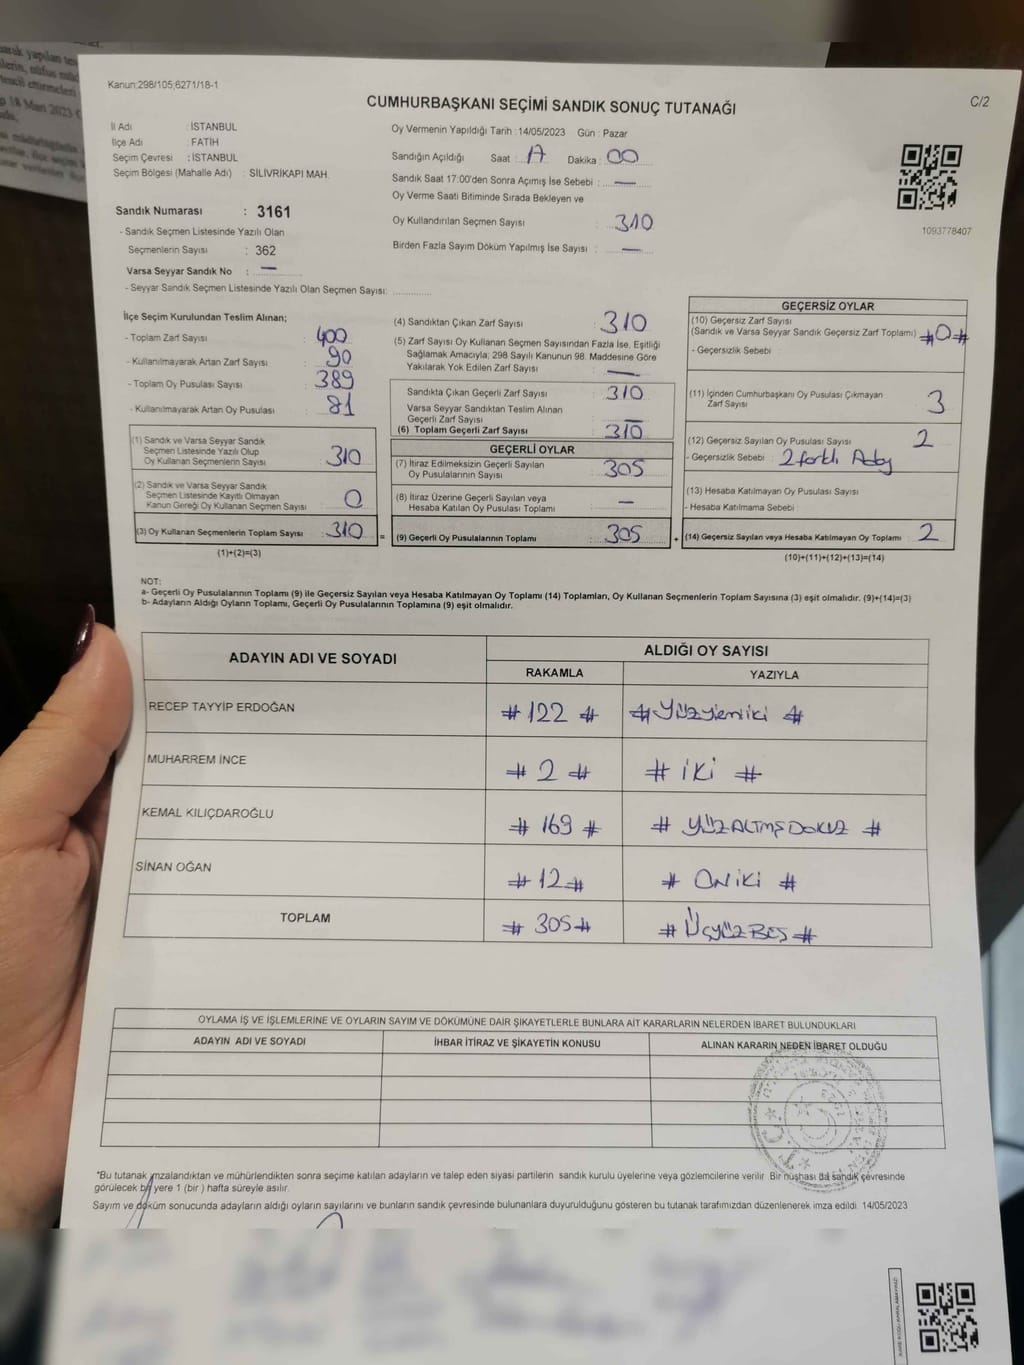 Kanun:298/105;6271/18-1
CUMHURBAŞKANI SEÇİMİ SANDIK SONUÇ TUTANAĞI
C/2
İl Adı : İSTANBUL
İlçe Adı : FATİH
Seçim Çevresi : İSTANBUL
Seçim Bölgesi (Mahalle Adı) : SİLİVRİKAPI MAH.
Sandık Numarası : 3161
- Sandık Seçmen Listesinde Yazılı Olan
Seçmenlerin Sayısı : 362
Varsa Seyyar Sandık No : —
- Seyyar Sandık Seçmen Listesinde Yazılı Olan Seçmen Sayısı:
Oy Vermenin Yapıldığı Tarih : 14/05/2023 Gün : Pazar
Sandığın Açıldığı Saat : 17 Dakika : 00
Sandık Saat 17:00'den Sonra Açımış İse Sebebi : —
Oy Verme Saati Bitiminde Sırada Bekleyen ve
Oy Kullandırılan Seçmen Sayısı : 310
Birden Fazla Sayım Döküm Yapılmış İse Sayısı : —
1093778407
İlçe Seçim Kurulundan Teslim Alınan;
- Toplam Zarf Sayısı : 400
- Kullanılmayarak Artan Zarf Sayısı : 90
- Toplam Oy Pusulası Sayısı : 389
- Kullanılmayarak Artan Oy Pusulası : 81
(1) Sandık ve Varsa Seyyar Sandık
Seçmen Listesinde Yazılı Olup
Oy Kullanan Seçmenlerin Sayısı : 310
(2) Sandık ve Varsa Seyyar Sandık
Seçmen Listesinde Kayıtlı Olmayan
Kanun Gereği Oy Kullanan Seçmen Sayısı : 0
(3) Oy Kullanan Seçmenlerin Toplam Sayısı : 310 =
(1)+(2)=(3)
(4) Sandıktan Çıkan Zarf Sayısı : 310
(5) Zarf Sayısı Oy Kullanan Seçmen Sayısından Fazla İse, Eşitliği
Sağlamak Amacıyla; 298 Sayılı Kanunun 98. Maddesine Göre
Yakılarak Yok Edilen Zarf Sayısı : —
Sandıkta Çıkan Geçerli Zarf Sayısı : 310
Varsa Seyyar Sandıktan Teslim Alınan
Geçerli Zarf Sayısı : —
(6) Toplam Geçerli Zarf Sayısı : 310
GEÇERLİ OYLAR
(7) İtiraz Edilmeksizin Geçerli Sayılan
Oy Pusulalarının Sayısı : 305
(8) İtiraz Üzerine Geçerli Sayılan veya
Hesaba Katılan Oy Pusulası Toplamı : —
(9) Geçerli Oy Pusulalarının Toplamı : 305 +
GEÇERSİZ OYLAR
(10) Geçersiz Zarf Sayısı
(Sandık ve Varsa Seyyar Sandık Geçersiz Zarf Toplamı) : #0#
- Geçersizlik Sebebi :
(11) İçinden Cumhurbaşkanı Oy Pusulası Çıkmayan
Zarf Sayısı : 3
(12) Geçersiz Sayılan Oy Pusulası Sayısı : 2
- Geçersizlik Sebebi : 2 farklı Aday
(13) Hesaba Katılmayan Oy Pusulası Sayısı
- Hesaba Katılmama Sebebi :
(14) Geçersiz Sayılan veya Hesaba Katılmayan Oy Toplamı : 2
(10)+(11)+(12)+(13)=(14)
NOT:
a- Geçerli Oy Pusulalarının Toplamı (9) ile Geçersiz Sayılan veya Hesaba Katılmayan Oy Toplamı (14) Toplamları, Oy Kullanan Seçmenlerin Toplam Sayısına (3) eşit olmalıdır. (9)+(14)=(3)
b- Adayların Aldığı Oyların Toplamı, Geçerli Oy Pusulalarının Toplamına (9) eşit olmalıdır.
ADAYIN ADI VE SOYADI
ALDIĞI OY SAYISI
RAKAMLA YAZIYLA
RECEP TAYYİP ERDOĞAN # 122 # # Yüzyirmiiki #
MUHARREM İNCE # 2 # # İKİ #
KEMAL KILIÇDAROĞLU # 169 # # YÜZALTMŞDOKUZ #
SİNAN OĞAN # 12 # # ONİKİ #
TOPLAM # 305 # # ÜçYÜZBEŞ #
OYLAMA İŞ VE İŞLEMLERİNE VE OYLARIN SAYIM VE DÖKÜMÜNE DAİR ŞİKAYETLERLE BUNLARA AİT KARARLARIN NELERDEN İBARET BULUNDUKLARI
ADAYIN ADI VE SOYADI İHBAR İTİRAZ VE ŞİKAYETİN KONUSU ALINAN KARARIN NEDEN İBARET OLDUĞU
*Bu tutanak imzalandıktan ve mühürlendikten sonra seçime katılan adayların ve talep eden siyasi partilerin sandık kurulu üyelerine veya gözlemcilerine verilir. Bir nüshası da sandık çevresinde
görülecek bir yere 1 (bir ) hafta süreyle asılır.
Sayım ve döküm sonucunda adayların aldığı oyların sayılarını ve bunların sandık çevresinde bulunanlara duyurulduğunu gösteren bu tutanak tarafımızdan düzenlenerek imza edildi. 14/05/2023